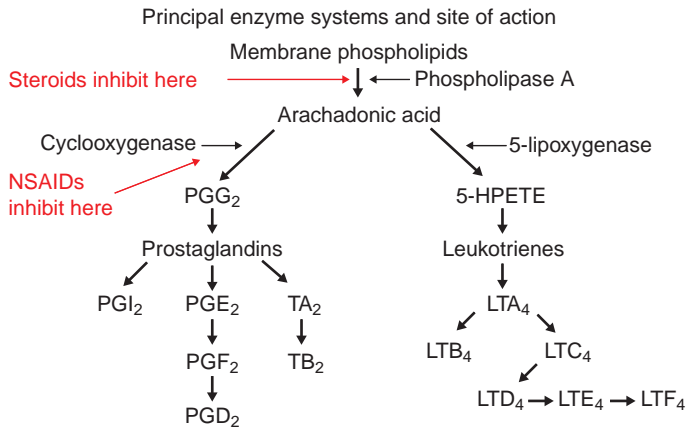 Principal enzyme systems and site of action
Membrane phospholipids
Steroids inhibit here
Phospholipase A
Arachadonic acid
Cyclooxygenase
5-lipoxygenase
NSAIDs
inhibit here
PGG₂
5-HPETE
Prostaglandins
Leukotrienes
PGI₂
PGE₂
TA₂
LTA₄
PGF₂
TB₂
LTB₄
LTC₄
PGD₂
LTD₄
LTE₄
LTF₄